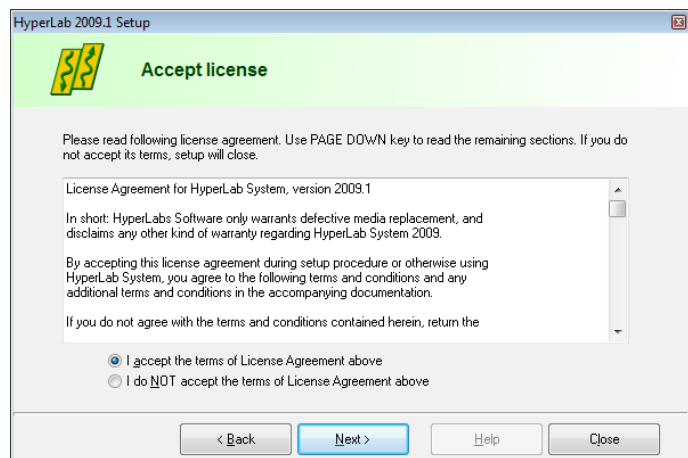 HyperLab 2009.1 Setup
Accept license
Please read following license agreement. Use PAGE DOWN key to read the remaining sections. If you
do not accept its terms, setup will close.
License Agreement for HyperLab System, version 2009.1
In short: HyperLabs Software only warrants defective media replacement, and
disclaims any other kind of warranty regarding HyperLab System 2009.
By accepting this license agreement during setup procedure or otherwise using
HyperLab System, you agree to the following terms and conditions and any
additional terms and conditions in the accompanying documentation.
If you do not agree with the terms and conditions contained herein, return the
I accept the terms of License Agreement above
I do NOT accept the terms of License Agreement above
< Back
Next >
Help
Close